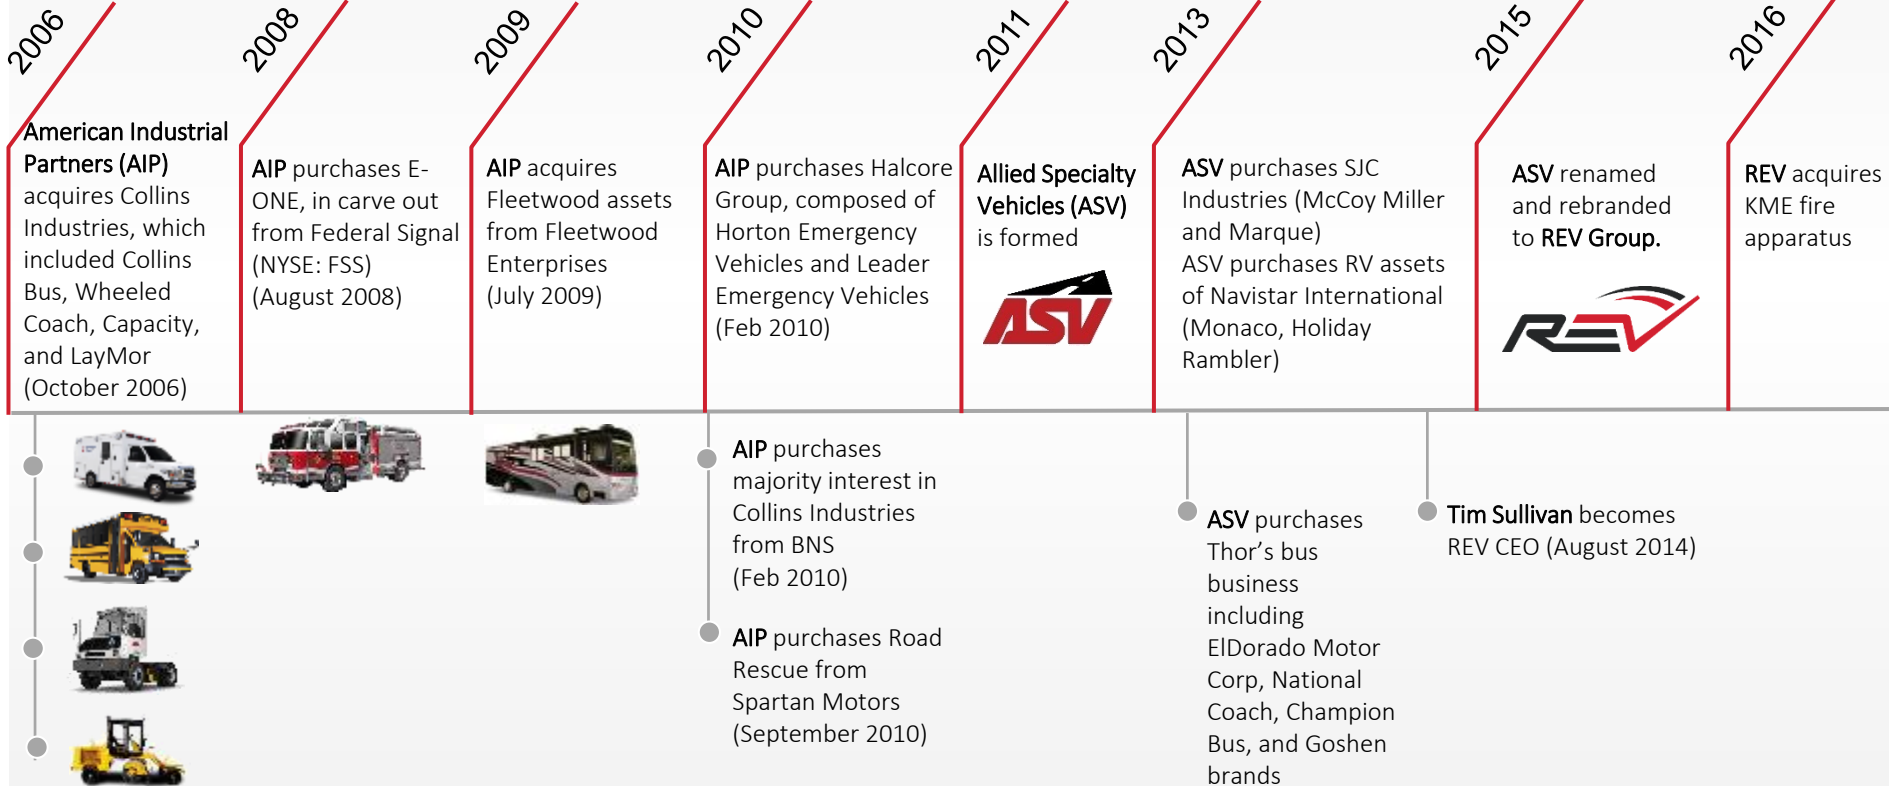 2006
American Industrial
Partners (AIP)
acquires Collins
Industries, which
included Collins
Bus, Wheeled
Coach, Capacity,
and LayMor
(October 2006)
2008
AIP purchases E-
ONE, in carve out
from Federal Signal
(NYSE: FSS)
(August 2008)
2009
AIP acquires
Fleetwood assets
from Fleetwood
Enterprises
(July 2009)
2010
AIP purchases Halcore
Group, composed of
Horton Emergency
Vehicles and Leader
Emergency Vehicles
(Feb 2010)
AIP purchases
majority interest in
Collins Industries
from BNS
(Feb 2010)
AIP purchases Road
Rescue from
Spartan Motors
(September 2010)
2011
Allied Specialty
Vehicles (ASV)
is formed
ASV
2013
ASV purchases SJC
Industries (McCoy Miller
and Marque)
ASV purchases RV assets
of Navistar International
(Monaco, Holiday
Rambler)
ASV purchases
Thor’s bus
business
including
ElDorado Motor
Corp, National
Coach, Champion
Bus, and Goshen
brands
Tim Sullivan becomes
REV CEO (August 2014)
2015
ASV renamed
and rebranded
to REV Group.
REV
2016
REV acquires
KME fire
apparatus